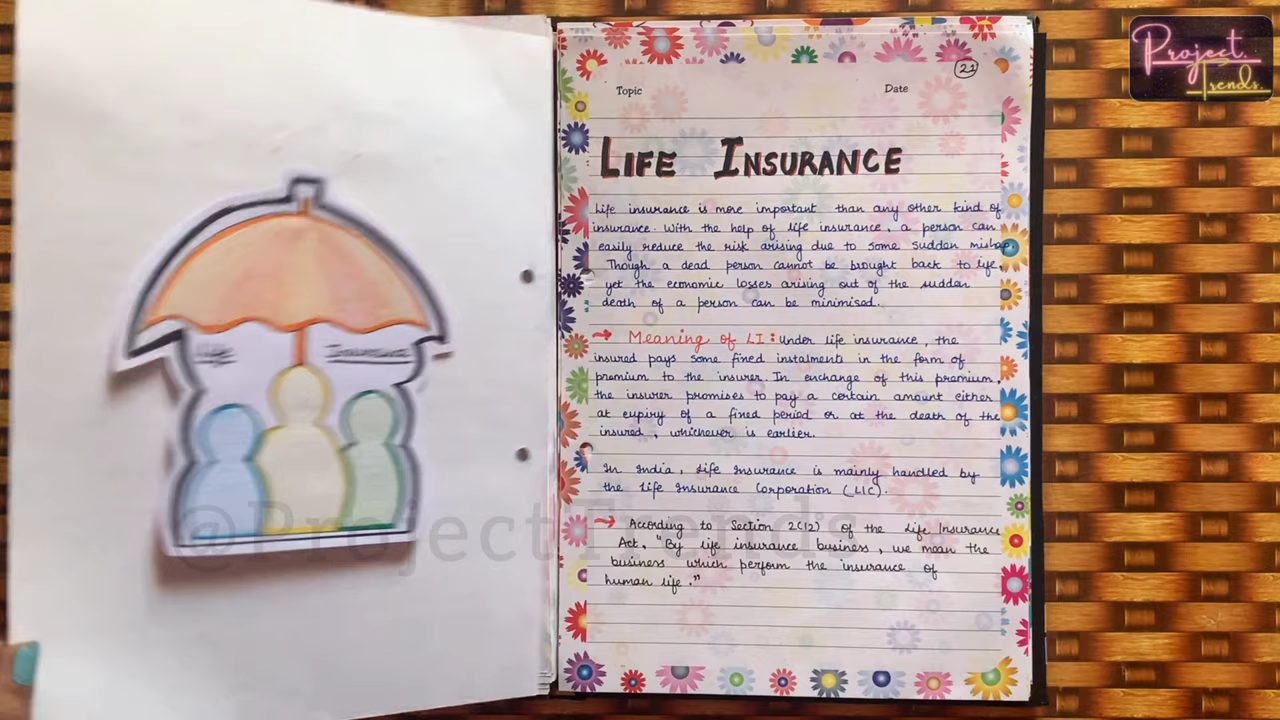 Project
Trends.
Life
Insurance
21
Topic
Date
LIFE INSURANCE
Life insurance is more important than any other kind of
insurance. With the help of life insurance, a person can
easily reduce the risk arising due to some sudden mishap.
Though a dead person cannot be brought back to life,
yet the economic losses arising out of the sudden
death of a person can be minimised.
→ Meaning of LI : Under life insurance, the
insured pays some fixed instalments in the form of
premium to the insurer. In exchange of this premium,
the insurer promises to pay a certain amount either
at expiry of a fixed period or at the death of the
insured, whichever is earlier.
In India, Life Insurance is mainly handled by
the Life Insurance Corporation (LIC).
→ According to Section 2(12) of the Life Insurance
Act, "By life insurance business, we mean the
business which perform the insurance of
human life."
@ProjectTrends